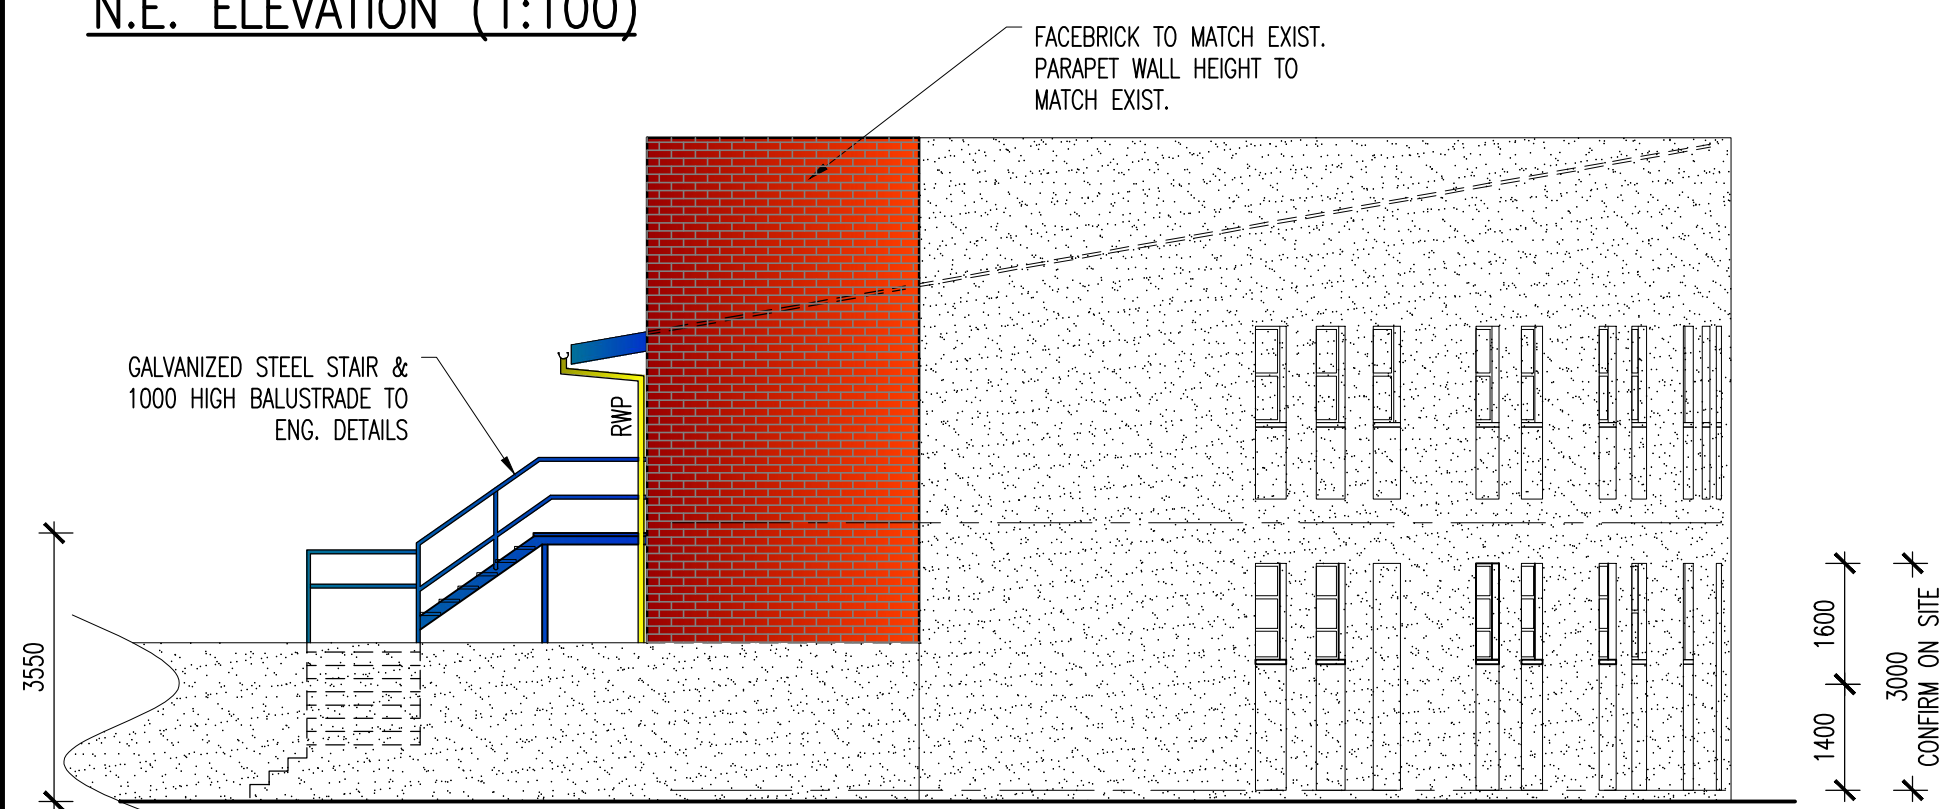 N.E. ELEVATION (1:100)
FACEBRICK TO MATCH EXIST.
PARAPET WALL HEIGHT TO
MATCH EXIST.
GALVANIZED STEEL STAIR &
1000 HIGH BALUSTRADE TO
ENG. DETAILS
RWP
3550
1600
1400
3000
CONFIRM ON SITE